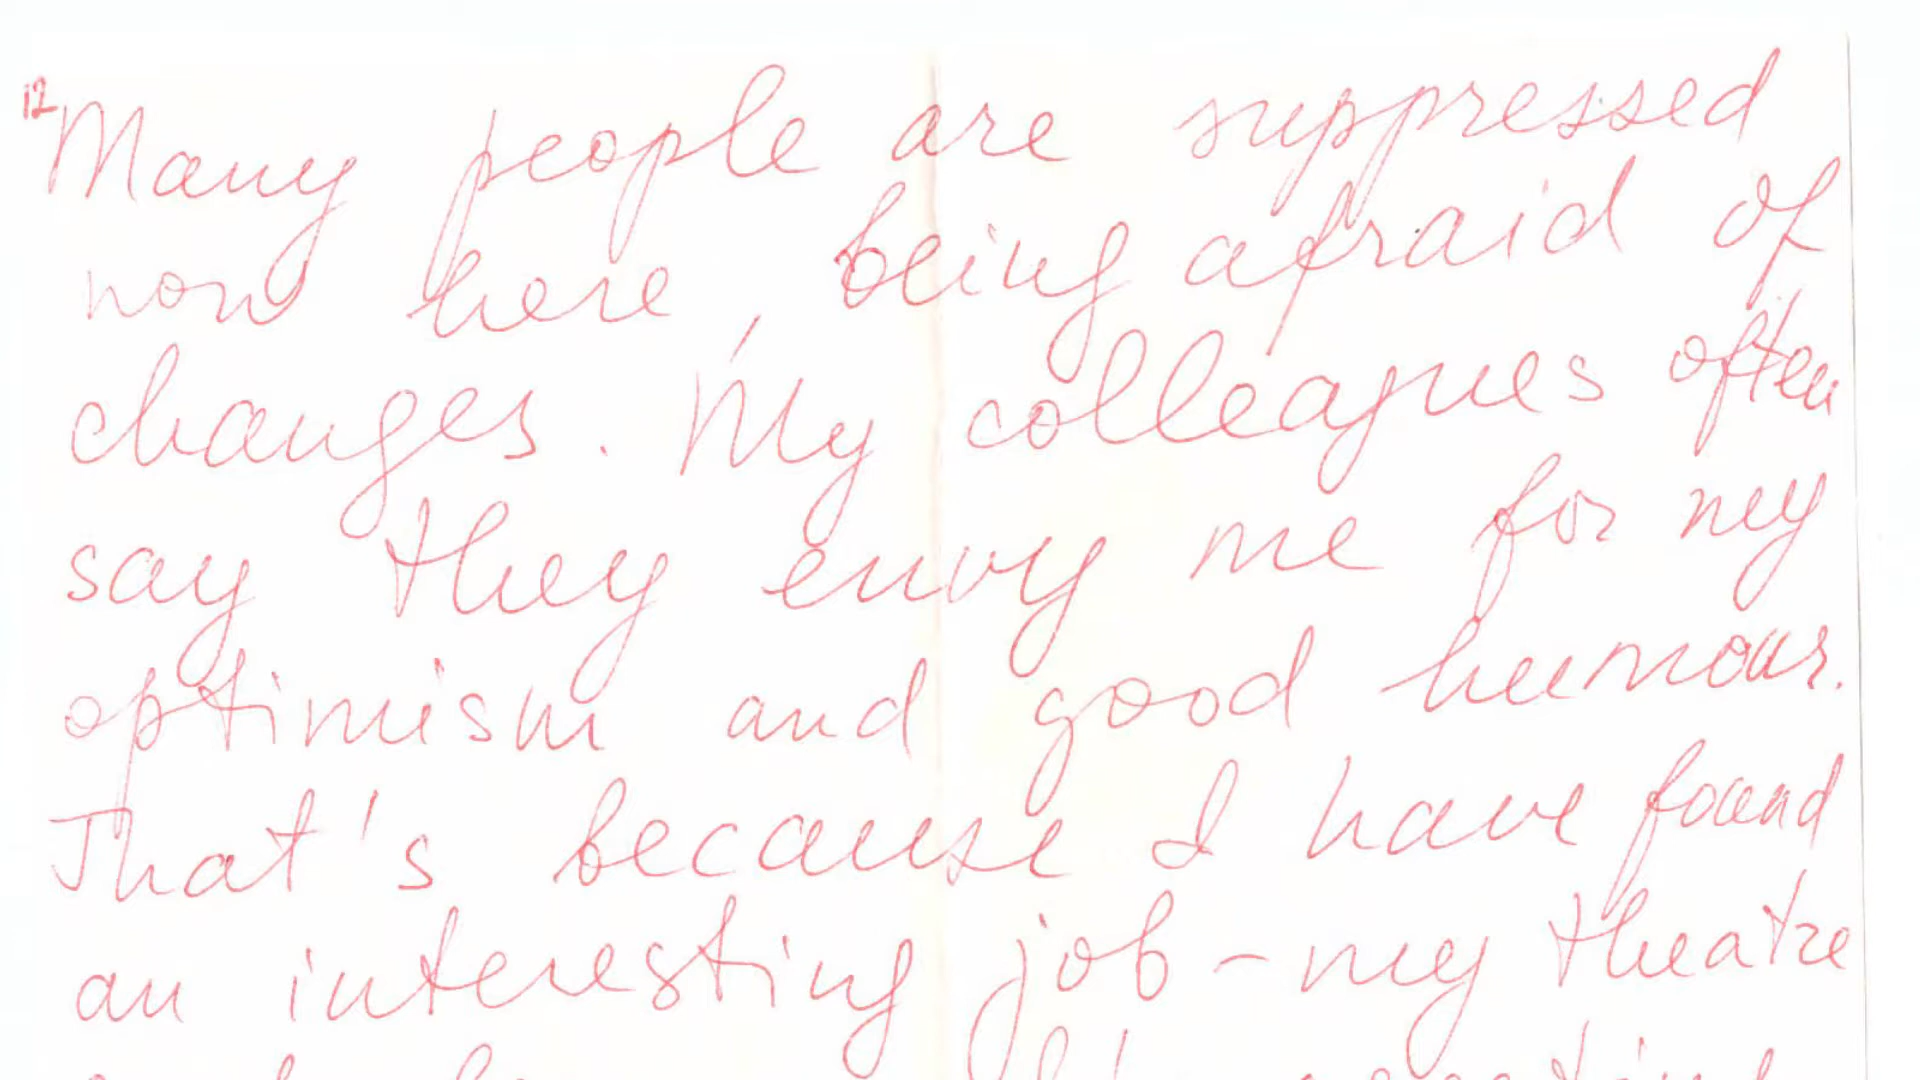 12
Many people are suppressed
now here, being afraid of
changes. My colleagues often
say they envy me for my
optimism and good humour.
That's because I have found
an interesting job – my theatre